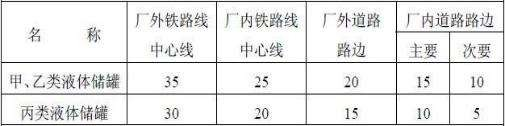 名 称 厂外铁路线中心线 厂内铁路线中心线 厂外道路路边 厂内道路路边
主要 次要
甲、乙类液体储罐 35 25 20 15 10
丙类液体储罐 30 20 15 10 5